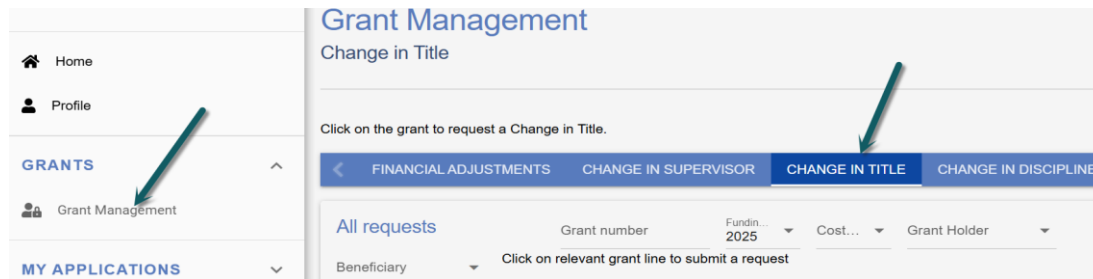 Home
Profile
GRANTS
Grant Management
MY APPLICATIONS
Grant Management
Change in Title
Click on the grant to request a Change in Title.
FINANCIAL ADJUSTMENTS CHANGE IN SUPERVISOR CHANGE IN TITLE CHANGE IN DISCIPLINE
All requests
Grant number
Fundin...
2025
Cost...
Grant Holder
Beneficiary
Click on relevant grant line to submit a request